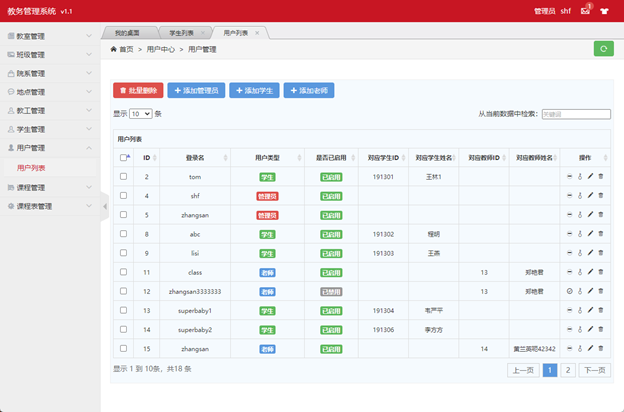 教务管理系统 v1.1
管理员 shf 1
教室管理
班级管理
院系管理
地点管理
教工管理
学生管理
用户管理
用户列表
课程管理
课程表管理
我的桌面 学生列表 × 用户列表 ×
首页 > 用户中心 > 用户管理
批量删除 + 添加管理员 + 添加学生 + 添加老师
显示 10 条 从当前数据中检索: 关键词
用户列表
ID 登录名 用户类型 是否已启用 对应学生ID 对应学生姓名 对应教师ID 对应教师姓名 操作
2 tom 学生 已启用 191301 王林1
4 shf 管理员 已启用
5 zhangsan 管理员 已启用
8 abc 学生 已启用 191302 程明
9 lisi 学生 已启用 191303 王燕
11 class 老师 已启用 13 郑艳君
12 zhangsan3333333 老师 已禁用 13 郑艳君
13 superbaby1 学生 已启用 191304 韦严平
14 superbaby2 学生 已启用 191306 李方方
15 zhangsan 老师 已启用 14 黄兰英吧42342
显示 1 到 10条，共18 条 上一页 1 2 下一页